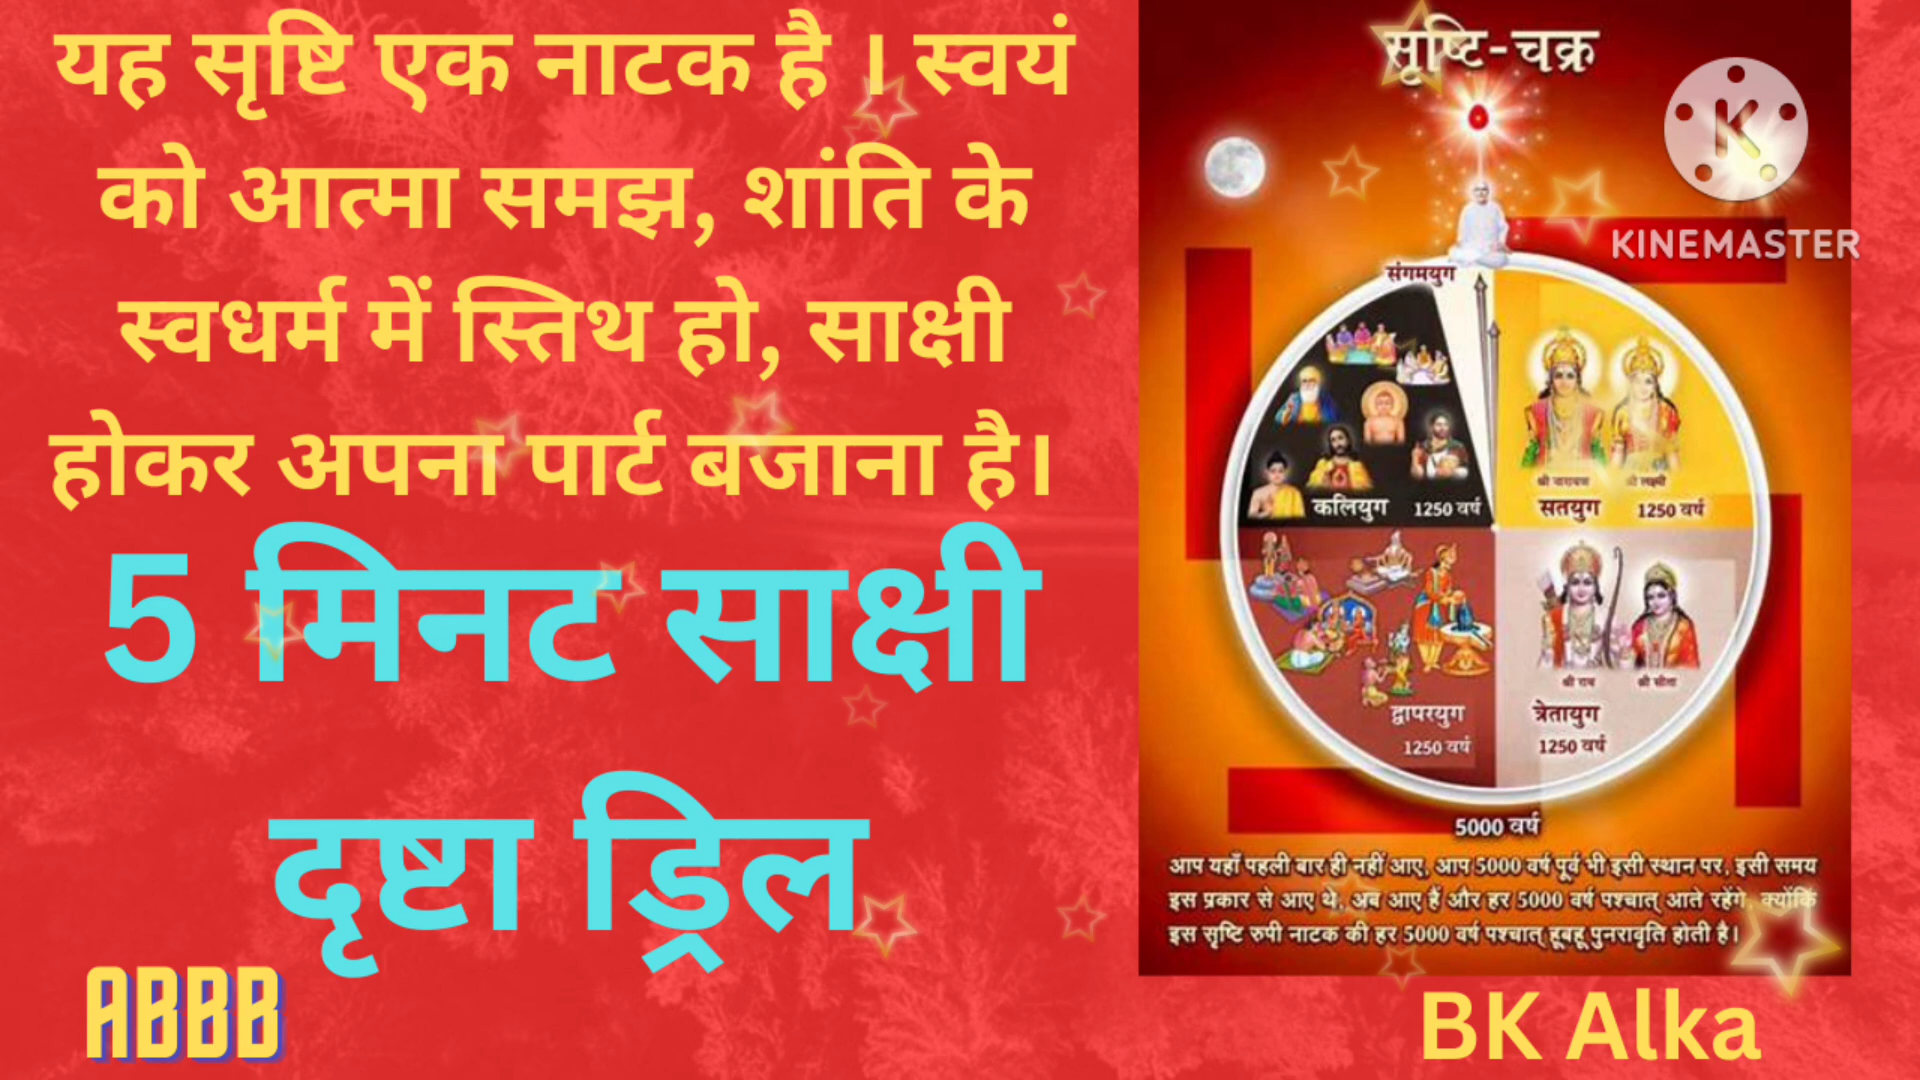 यह सृष्टि एक नाटक है । स्वयं
को आत्मा समझ, शांति के
स्वधर्म में स्तिथ हो, साक्षी
होकर अपना पार्ट बजाना है।
5 मिनट साक्षी
दृष्टा ड्रिल
ABBB
सृष्टि-चक्र
K
KINEMASTER
संगमयुग
श्री नारायण श्री लक्ष्मी
कलियुग 1250 वर्ष
सतयुग 1250 वर्ष
श्री राम श्री सीता
द्वापरयुग
1250 वर्ष
त्रेतायुग
1250 वर्ष
5000 वर्ष
आप यहाँ पहली बार ही नहीं आए, आप 5000 वर्ष पूर्व भी इसी स्थान पर, इसी समय
इस प्रकार से आए थे, अब आए हैं और हर 5000 वर्ष पश्चात् आते रहेंगे, क्योंकि
इस सृष्टि रुपी नाटक की हर 5000 वर्ष पश्चात् हूबहू पुनरावृति होती है।
BK Alka